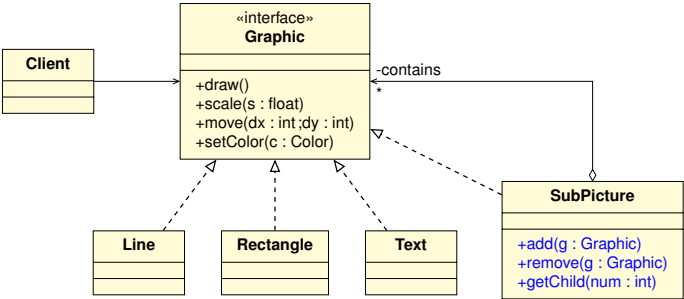 «interface»
Graphic
Client
-contains
+draw()
*
+scale(s : float)
+move(dx : int ;dy : int)
+setColor(c : Color)
SubPicture
Line
Rectangle
Text
+add(g : Graphic)
+remove(g : Graphic)
+getChild(num : int)